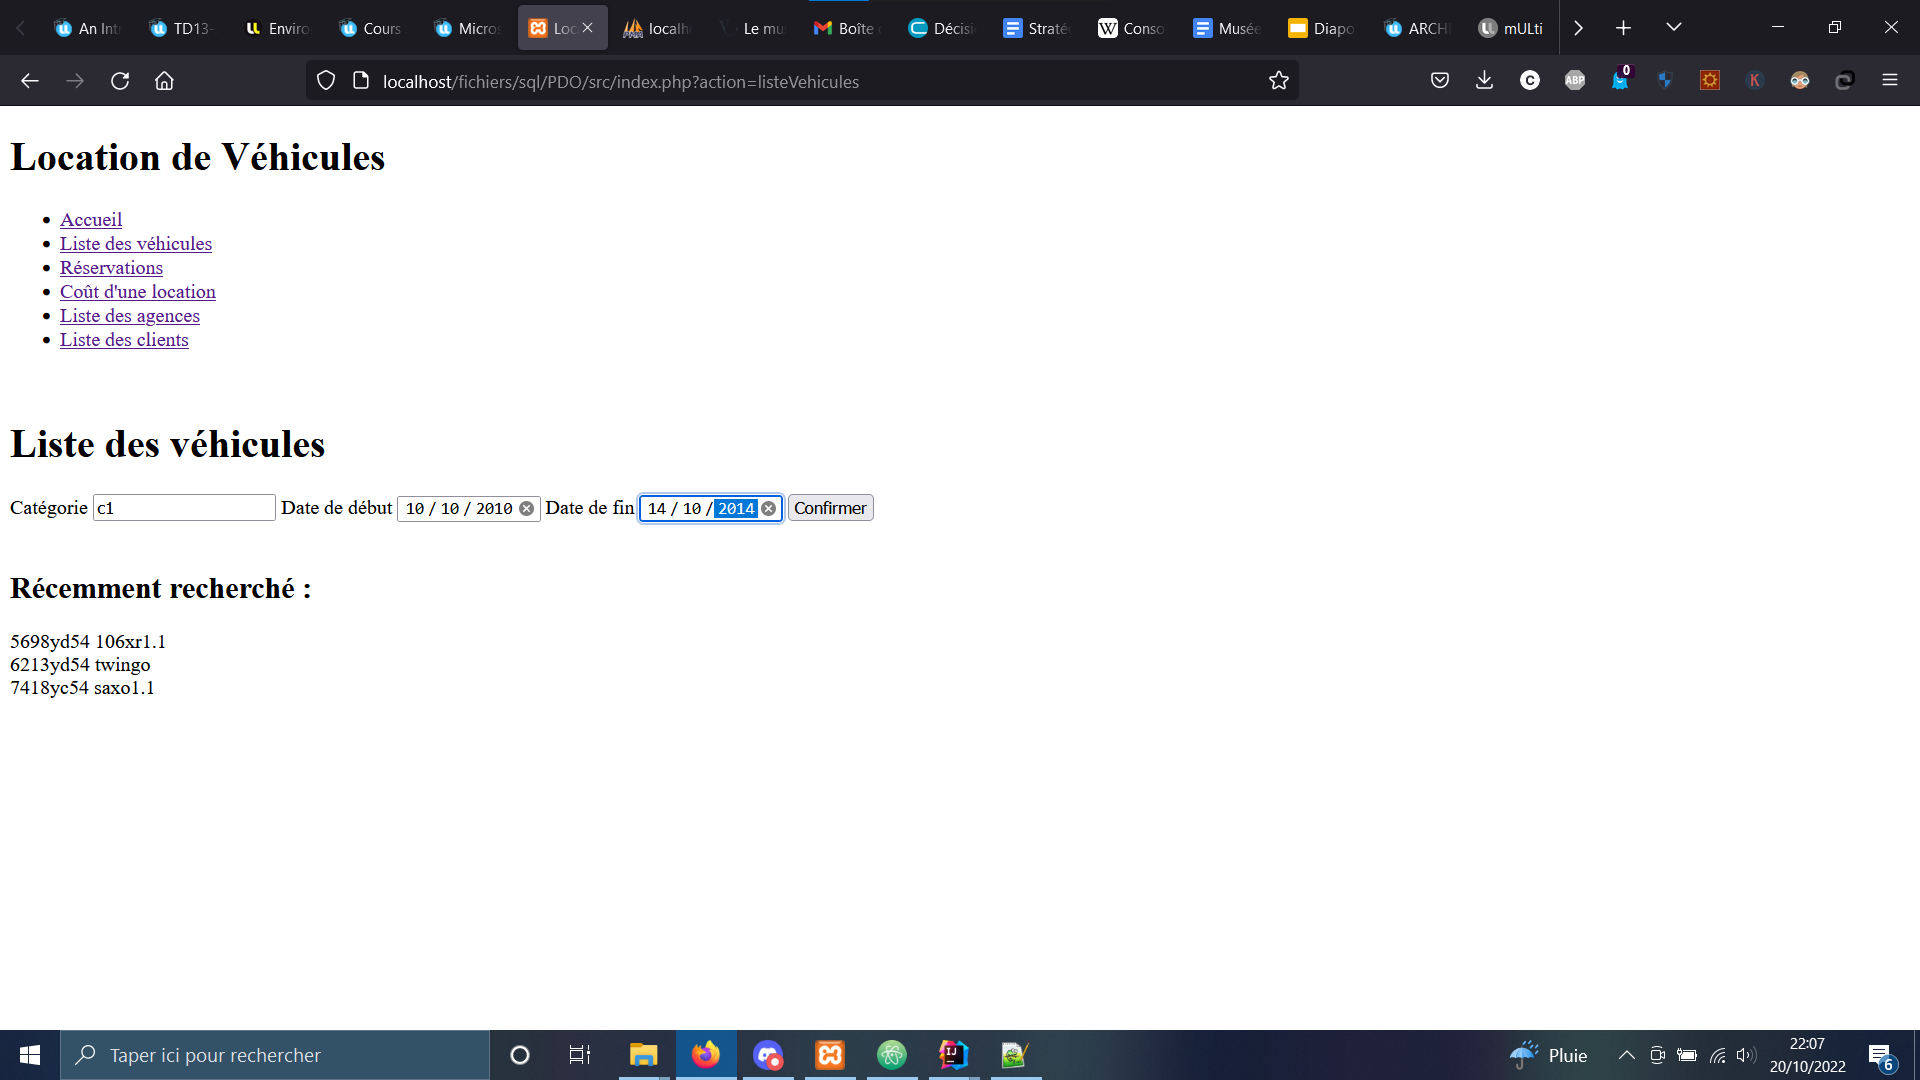 An Int
TD13-
Enviro
Cours
Micros
Loc
localh
Le mu
Boîte
Décisi
Straté
Conso
Musée
Diapo
ARCH
mULti
localhost/fichiers/sql/PDO/src/index.php?action=listeVehicules
ABP
0
K
Location de Véhicules
Accueil
Liste des véhicules
Réservations
Coût d'une location
Liste des agences
Liste des clients
Liste des véhicules
Catégorie c1 Date de début 10 / 10 / 2010 Date de fin 14 / 10 / 2014 Confirmer
Récemment recherché :
5698yd54 106xr1.1
6213yd54 twingo
7418yc54 saxo1.1
Taper ici pour rechercher
Pluie
22:07
20/10/2022
6